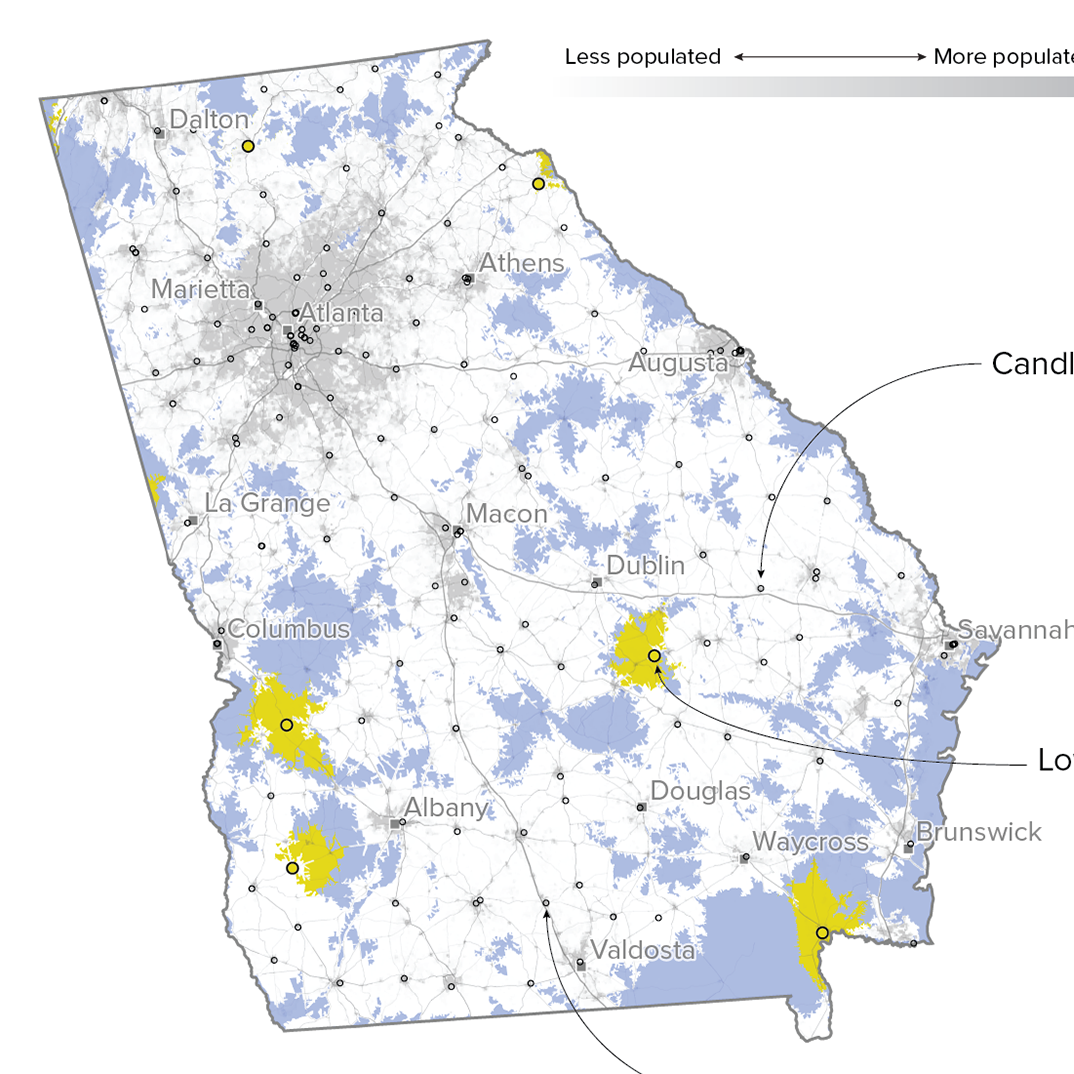 Less populated
More populate
Dalton
Athens
Marietta
Atlanta
Augusta
Candl
La Grange
Macon
Dublin
Columbus
Savannah
Lo
Douglas
Albany
Waycross
Brunswick
Valdosta